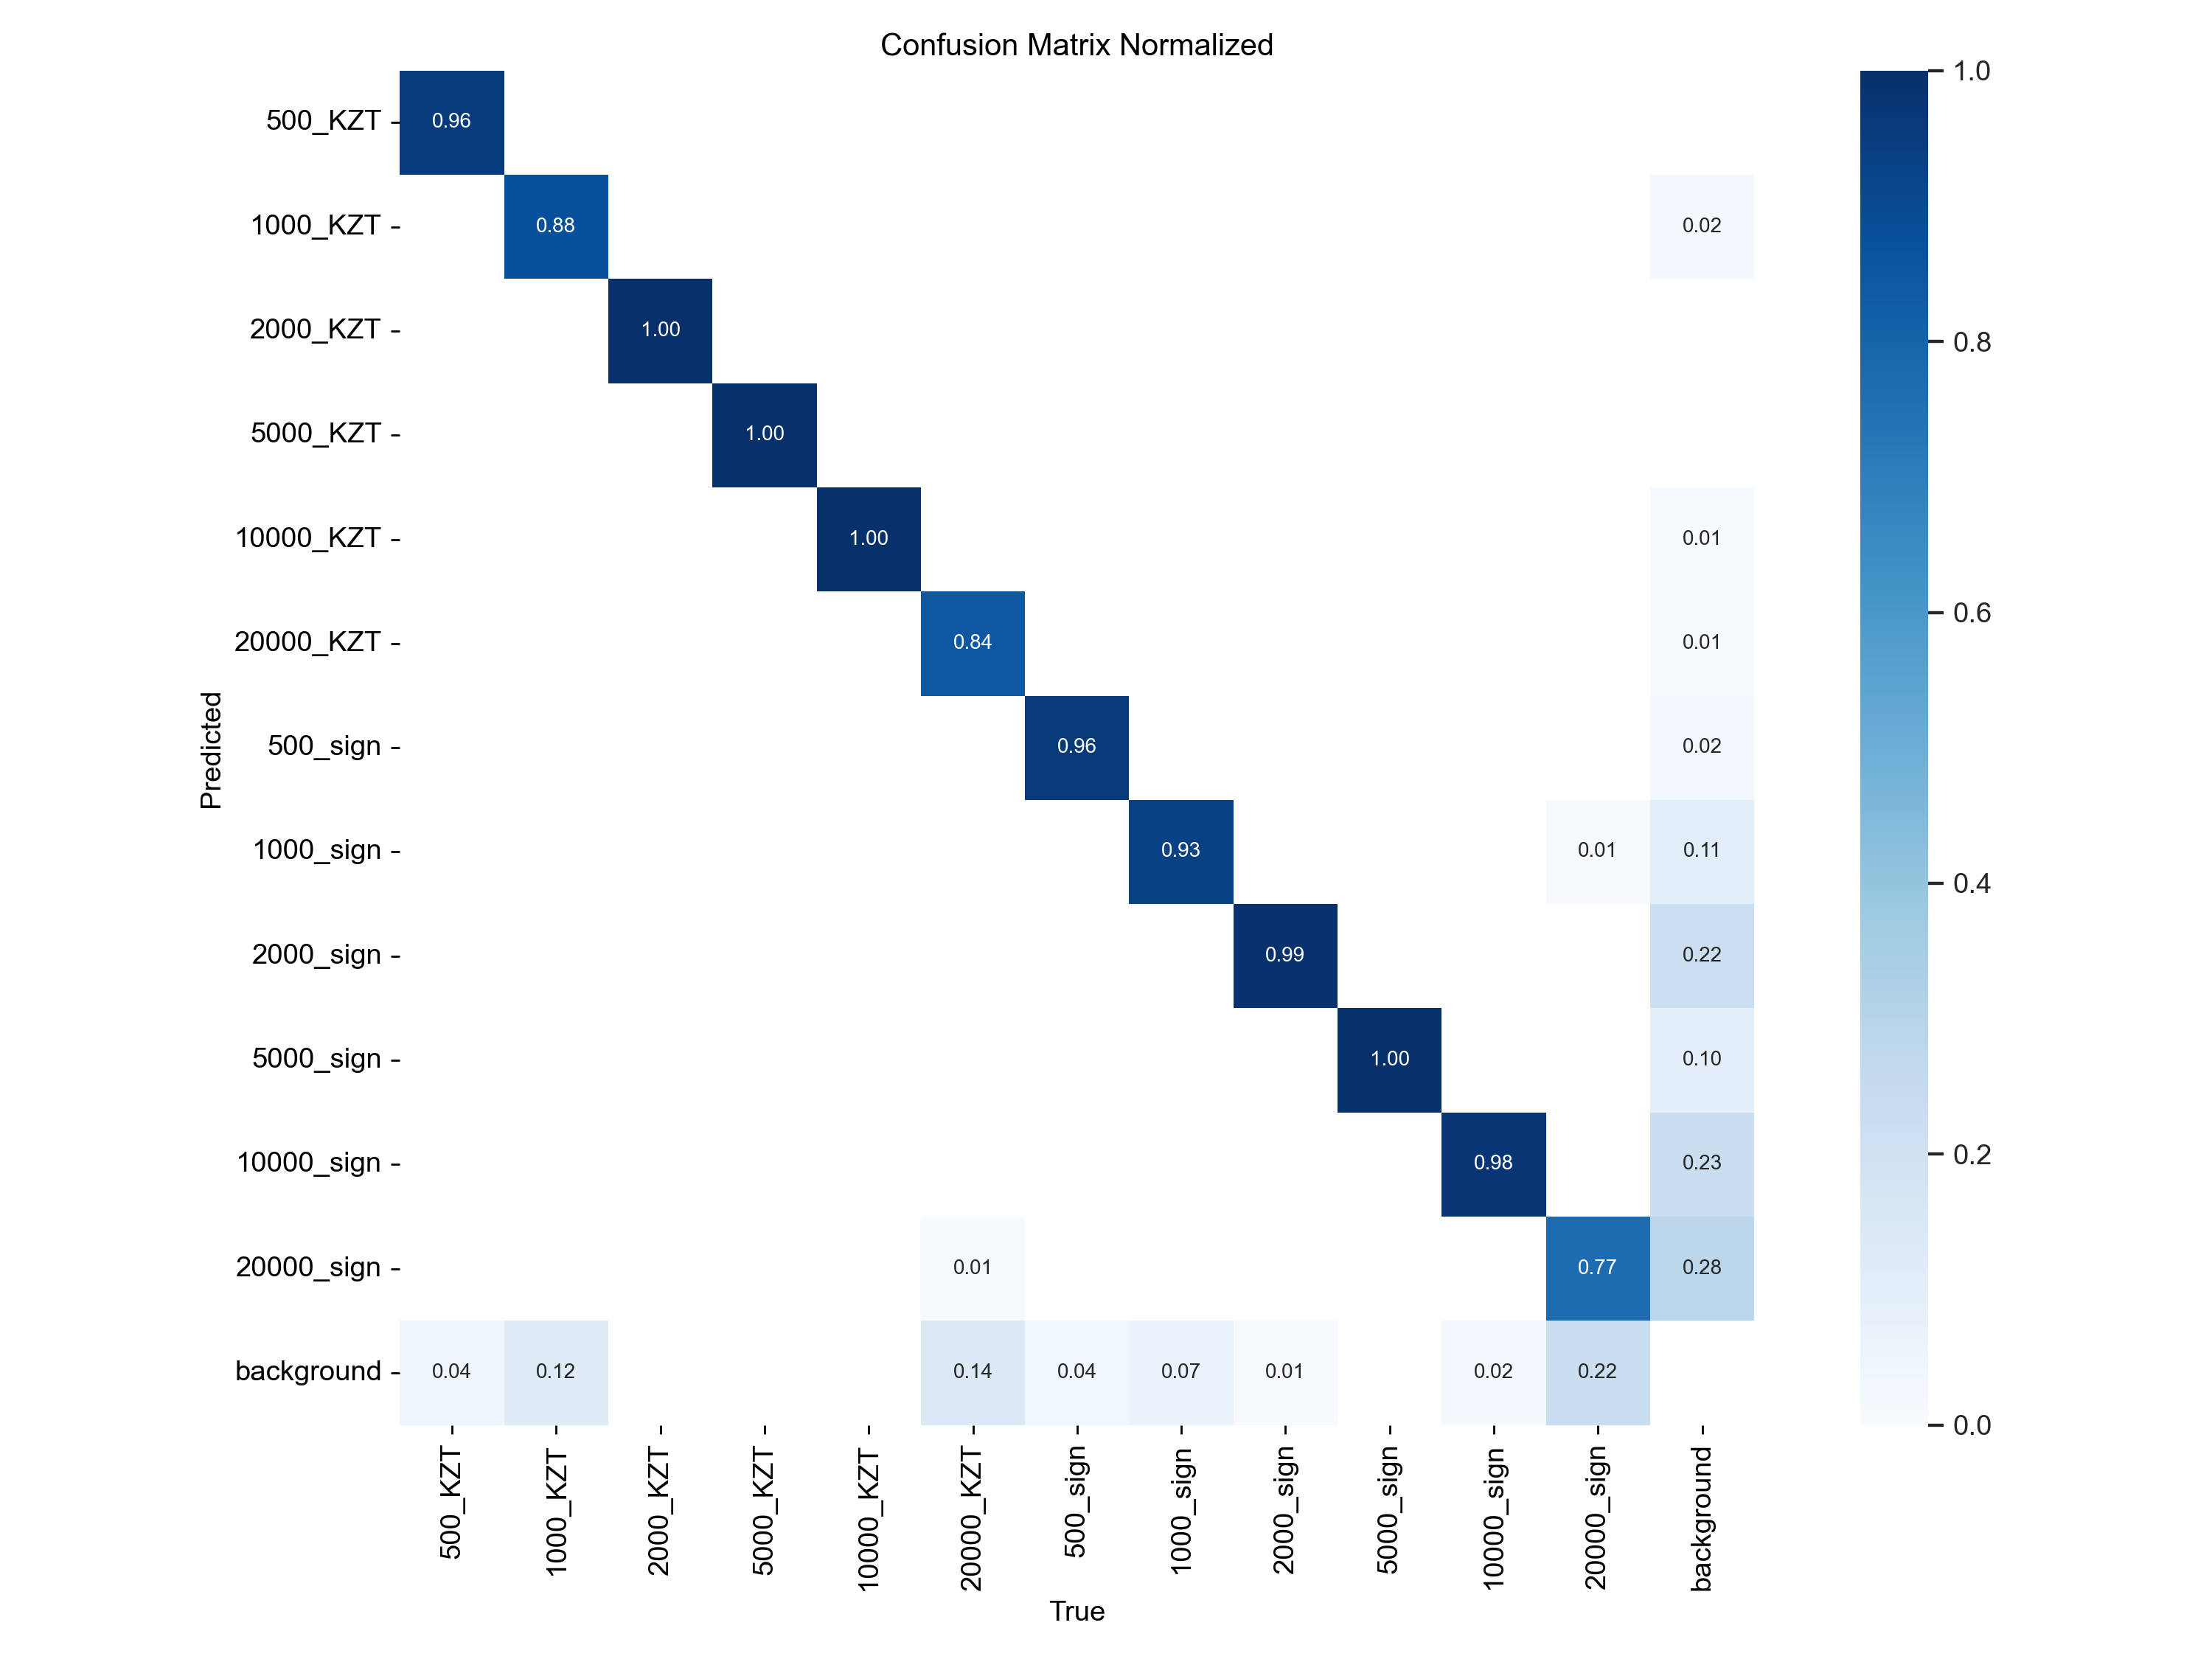 Confusion Matrix Normalized
500_KZT 0.96
1000_KZT 0.88 0.02
2000_KZT 1.00
5000_KZT 1.00
10000_KZT 1.00 0.01
20000_KZT 0.84 0.01
500_sign 0.96 0.02
1000_sign 0.93 0.01 0.11
2000_sign 0.99 0.22
5000_sign 1.00 0.10
10000_sign 0.98 0.23
20000_sign 0.01 0.77 0.28
background 0.04 0.12 0.14 0.04 0.07 0.01 0.02 0.22
Predicted
500_KZT
1000_KZT
2000_KZT
5000_KZT
10000_KZT
20000_KZT
500_sign
1000_sign
2000_sign
5000_sign
10000_sign
20000_sign
background
True
1.0
0.8
0.6
0.4
0.2
0.0